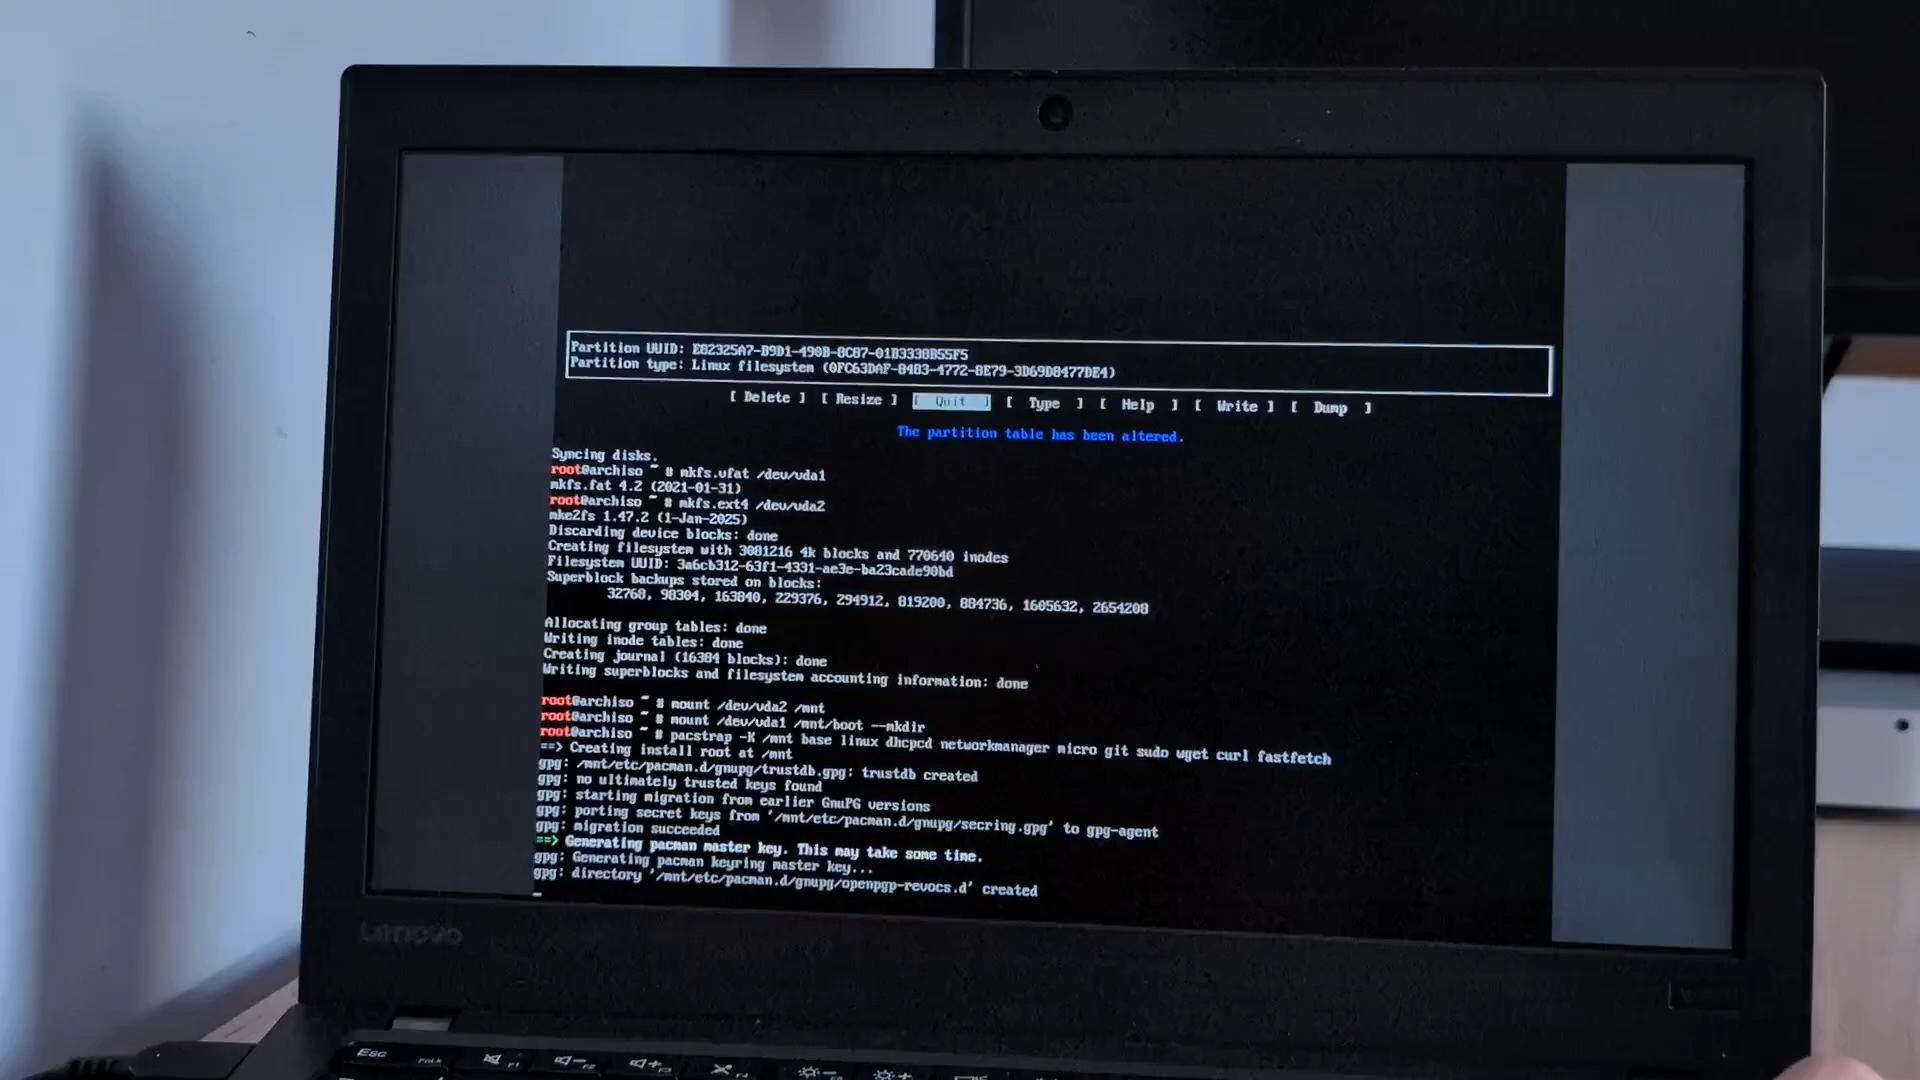 Partition UUID: E82325A7-B9D1-490B-8C87-01B3330B55F5
Partition type: Linux filesystem (0FC63DAF-8483-4772-8E79-3D69D8477DE4)
[ Delete ] [ Resize ] [ Quit ] [ Type ] [ Help ] [ Write ] [ Dump ]
The partition table has been altered.
Syncing disks.
root@archiso ~ # mkfs.vfat /dev/vda1
mkfs.fat 4.2 (2021-01-31)
root@archiso ~ # mkfs.ext4 /dev/vda2
mke2fs 1.47.2 (1-Jan-2025)
Discarding device blocks: done
Creating filesystem with 3081216 4k blocks and 770640 inodes
Filesystem UUID: 3a6cb312-63f1-4331-ae3e-ba23cade90bd
Superblock backups stored on blocks:
32768, 98304, 163840, 229376, 294912, 819200, 884736, 1605632, 2654208
Allocating group tables: done
Writing inode tables: done
Creating journal (16384 blocks): done
Writing superblocks and filesystem accounting information: done
root@archiso ~ # mount /dev/vda2 /mnt
root@archiso ~ # mount /dev/vda1 /mnt/boot --mkdir
root@archiso ~ # pacstrap -K /mnt base linux dhcpcd networkmanager micro git sudo wget curl fastfetch
==> Creating install root at /mnt
gpg: /mnt/etc/pacman.d/gnupg/trustdb.gpg: trustdb created
gpg: no ultimately trusted keys found
gpg: starting migration from earlier GnuPG versions
gpg: porting secret keys from '/mnt/etc/pacman.d/gnupg/secring.gpg' to gpg-agent
gpg: migration succeeded
==> Generating pacman master key. This may take some time.
gpg: Generating pacman keyring master key...
gpg: directory '/mnt/etc/pacman.d/gnupg/openpgp-revocs.d' created
Lenovo
Esc FnLk F1 F2 F3 F4